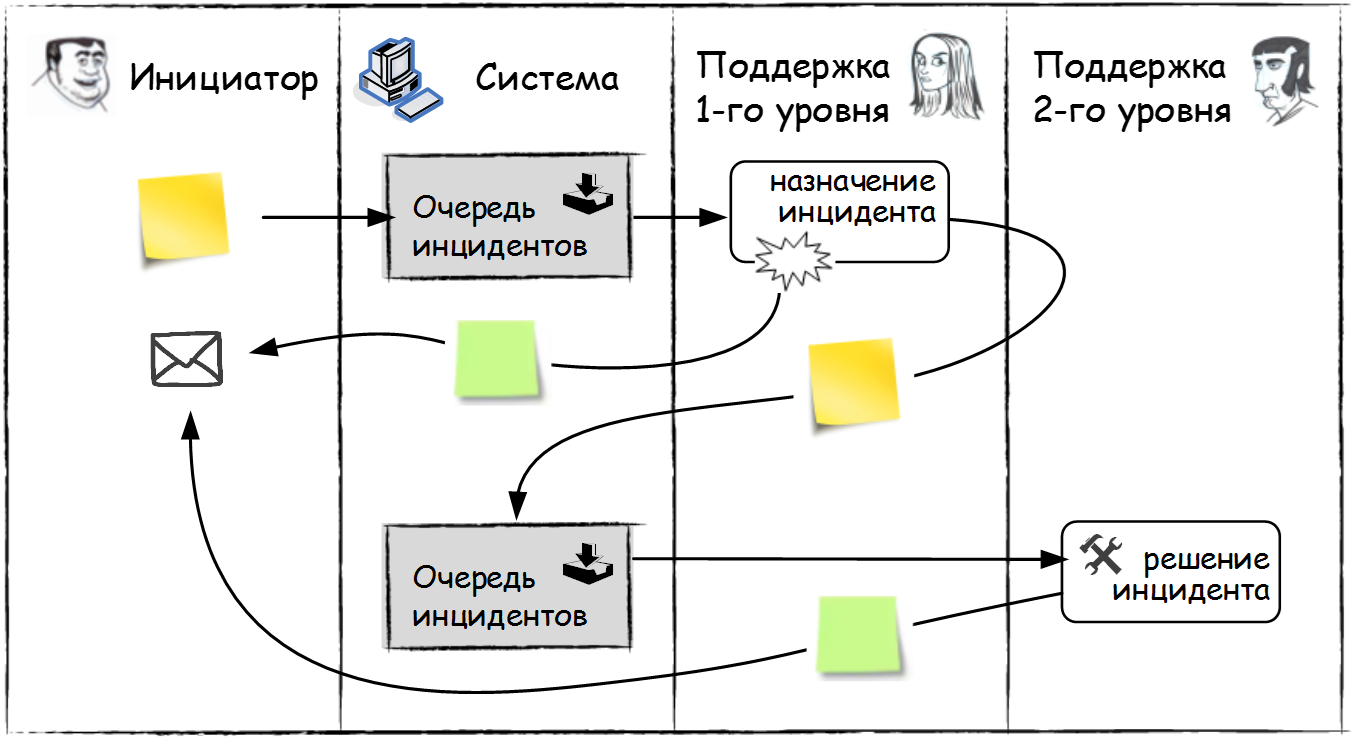 Инициатор
Система
Поддержка
1-го уровня
Поддержка
2-го уровня
Очередь
инцидентов
назначение
инцидента
Очередь
инцидентов
решение
инцидента